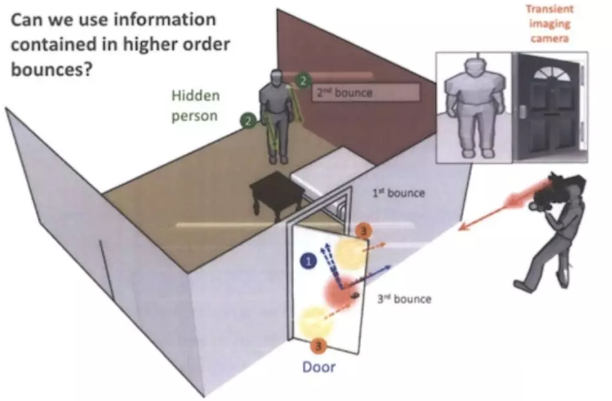 Can we use information
contained in higher order
bounces?
Transient
imaging
camera
Hidden
person
2
2nd bounce
2
1st bounce
3
1
3rd bounce
3
Door